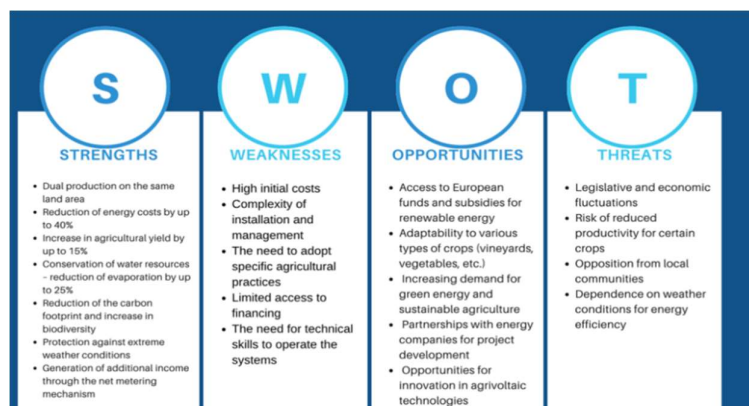 S
STRENGTHS
• Dual production on the same
land area
• Reduction of energy costs by up
to 40%
• Increase in agricultural yield by
up to 15%
• Conservation of water resources
– reduction of evaporation by up
to 25%
• Reduction of the carbon
footprint and increase in
biodiversity
• Protection against extreme
weather conditions
• Generation of additional income
through the net metering
mechanism
W
WEAKNESSES
• High initial costs
• Complexity of
installation and
management
• The need to adopt
specific agricultural
practices
• Limited access to
financing
• The need for technical
skills to operate the
systems
O
OPPORTUNITIES
• Access to European
funds and subsidies for
renewable energy
• Adaptability to various
types of crops (vineyards,
vegetables, etc.)
• Increasing demand for
green energy and
sustainable agriculture
• Partnerships with energy
companies for project
development
• Opportunities for
innovation in agrivoltaic
technologies
T
THREATS
• Legislative and economic
fluctuations
• Risk of reduced
productivity for certain
crops
• Opposition from local
communities
• Dependence on weather
conditions for energy
efficiency